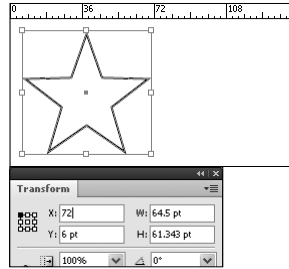 0 36 72 108
Transform
X: 72 W: 64.5 pt
Y: 6 pt H: 61.343 pt
100% 0°